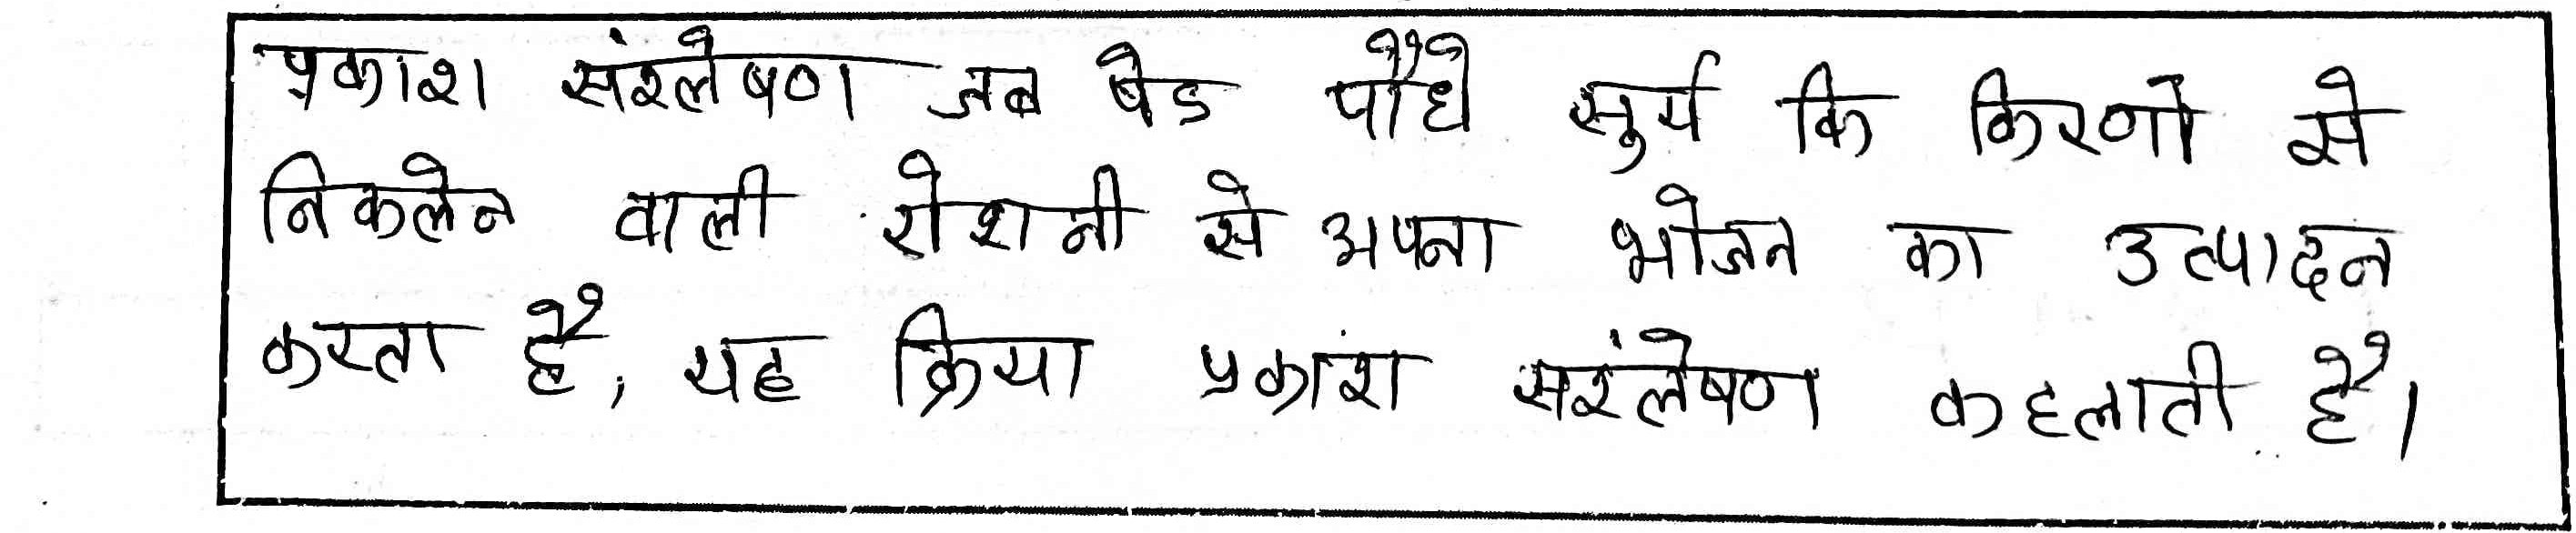 प्रकाश संश्लेषण जब पेड पौधे सुर्य कि किरणो से
निकलेन वाली रोशनी से अपना भोजन का उत्पादन
करता है, यह क्रिया प्रकाश संश्लेषण कहलाती है।